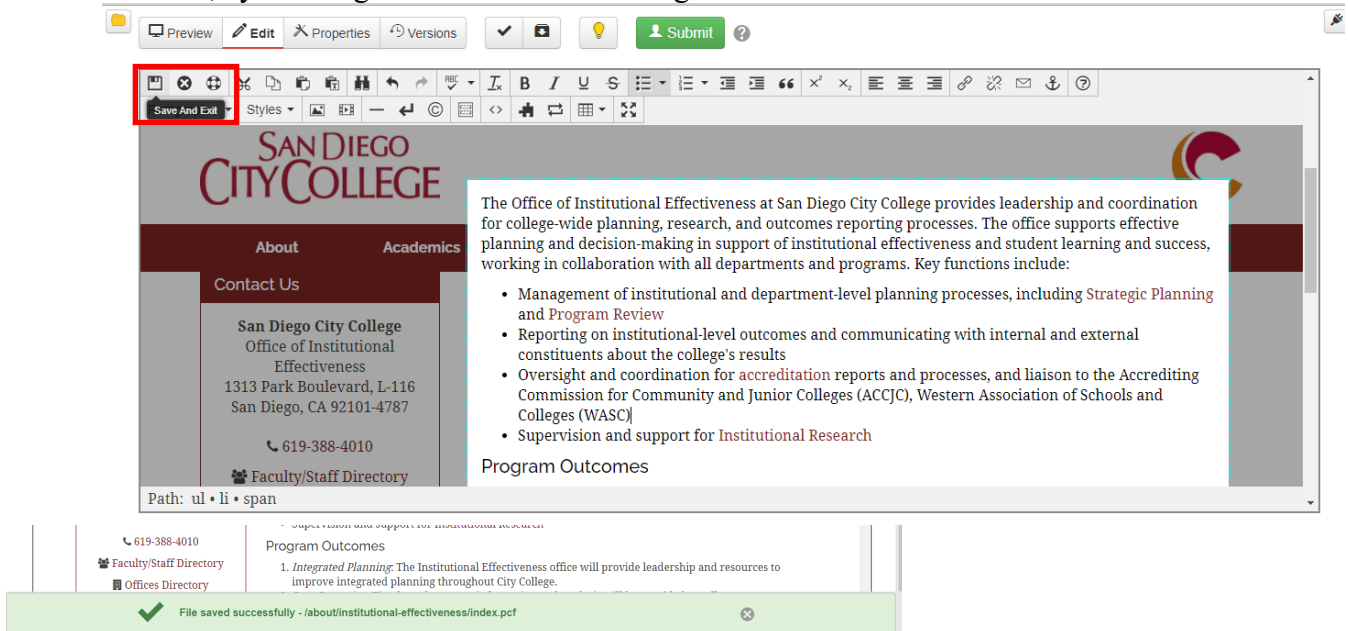 Preview Edit Properties Versions Submit
ABC Ix B I U S x² x₂
Save And Exit Styles
SAN DIEGO
CITY COLLEGE
The Office of Institutional Effectiveness at San Diego City College provides leadership and coordination
for college-wide planning, research, and outcomes reporting processes. The office supports effective
planning and decision-making in support of institutional effectiveness and student learning and success,
working in collaboration with all departments and programs. Key functions include:
• Management of institutional and department-level planning processes, including Strategic Planning
and Program Review
• Reporting on institutional-level outcomes and communicating with internal and external
constituents about the college's results
• Oversight and coordination for accreditation reports and processes, and liaison to the Accrediting
Commission for Community and Junior Colleges (ACCJC), Western Association of Schools and
Colleges (WASC)
• Supervision and support for Institutional Research
Program Outcomes
About Academics
Contact Us
San Diego City College
Office of Institutional
Effectiveness
1313 Park Boulevard, L-116
San Diego, CA 92101-4787
619-388-4010
Faculty/Staff Directory
Path: ul • li • span
Supervision and support for Institutional Research
619-388-4010
Faculty/Staff Directory
Offices Directory
Program Outcomes
1. Integrated Planning: The Institutional Effectiveness office will provide leadership and resources to
improve integrated planning throughout City College.
File saved successfully - /about/institutional-effectiveness/index.pcf